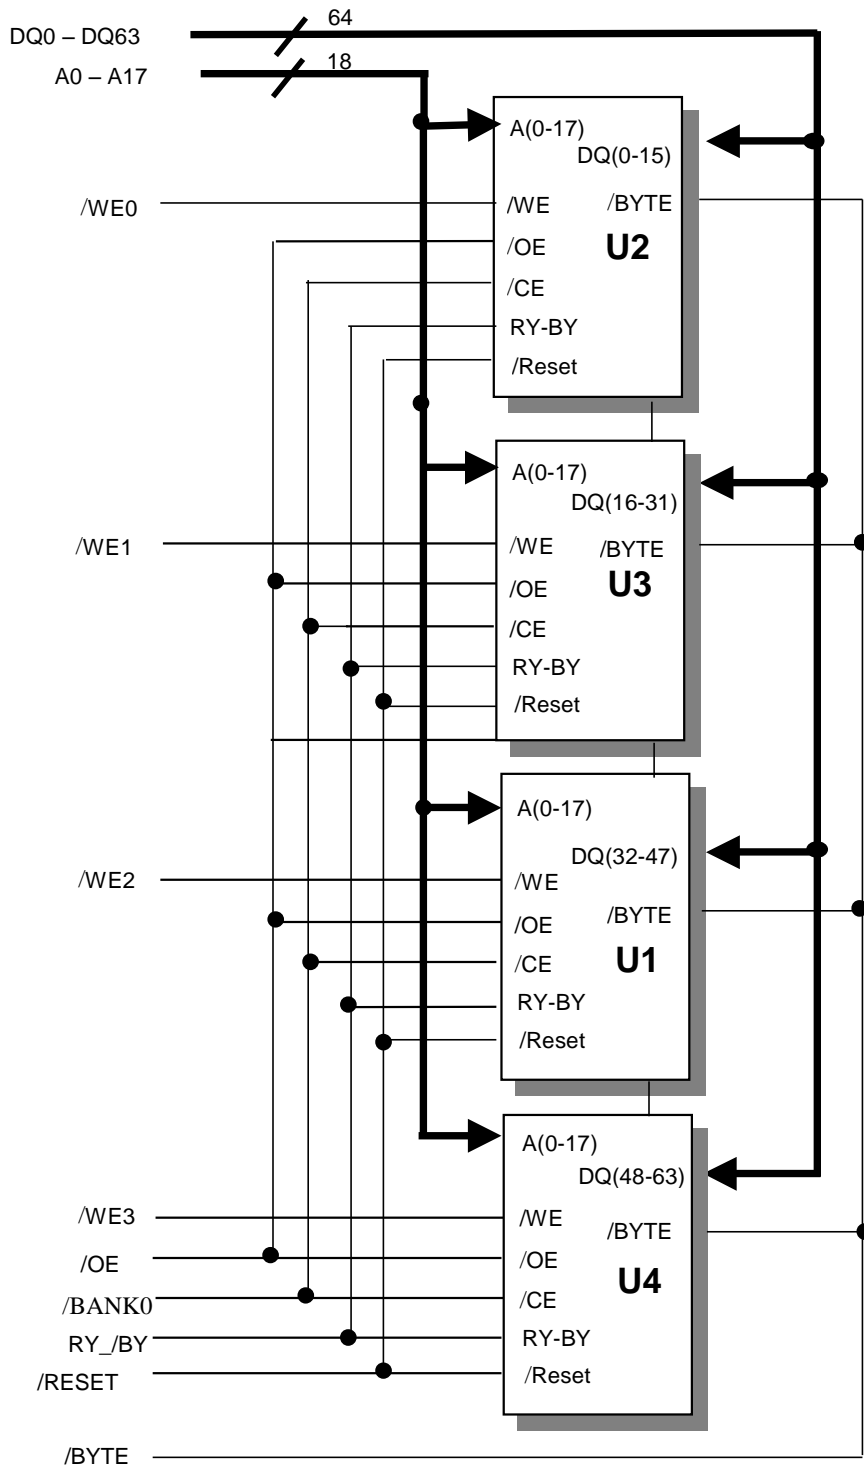 64
DQ0 – DQ63
18
A0 – A17
A(0-17)
DQ(0-15)
/WE0
/WE
/BYTE
/OE
U2
/CE
RY-BY
/Reset
A(0-17)
DQ(16-31)
/WE1
/WE
/BYTE
/OE
U3
/CE
RY-BY
/Reset
A(0-17)
DQ(32-47)
/WE2
/WE
/BYTE
/OE
U1
/CE
RY-BY
/Reset
A(0-17)
DQ(48-63)
/WE3
/WE
/BYTE
/OE
/OE
U4
/BANK0
/CE
RY_/BY
RY-BY
/RESET
/Reset
/BYTE